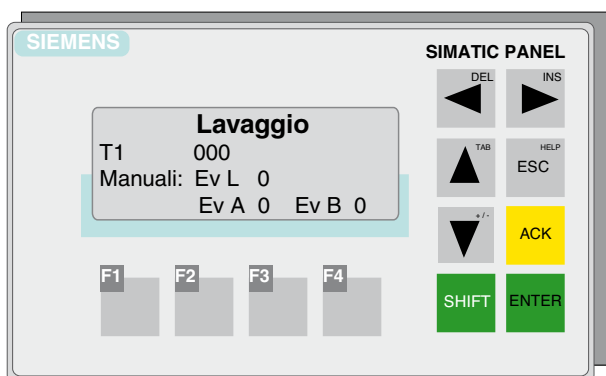 SIEMENS
SIMATIC PANEL
DEL
INS
Lavaggio
T1 000
Manuali: Ev L 0
Ev A 0 Ev B 0
TAB
HELP
ESC
+/-
ACK
F1 F2 F3 F4
SHIFT ENTER